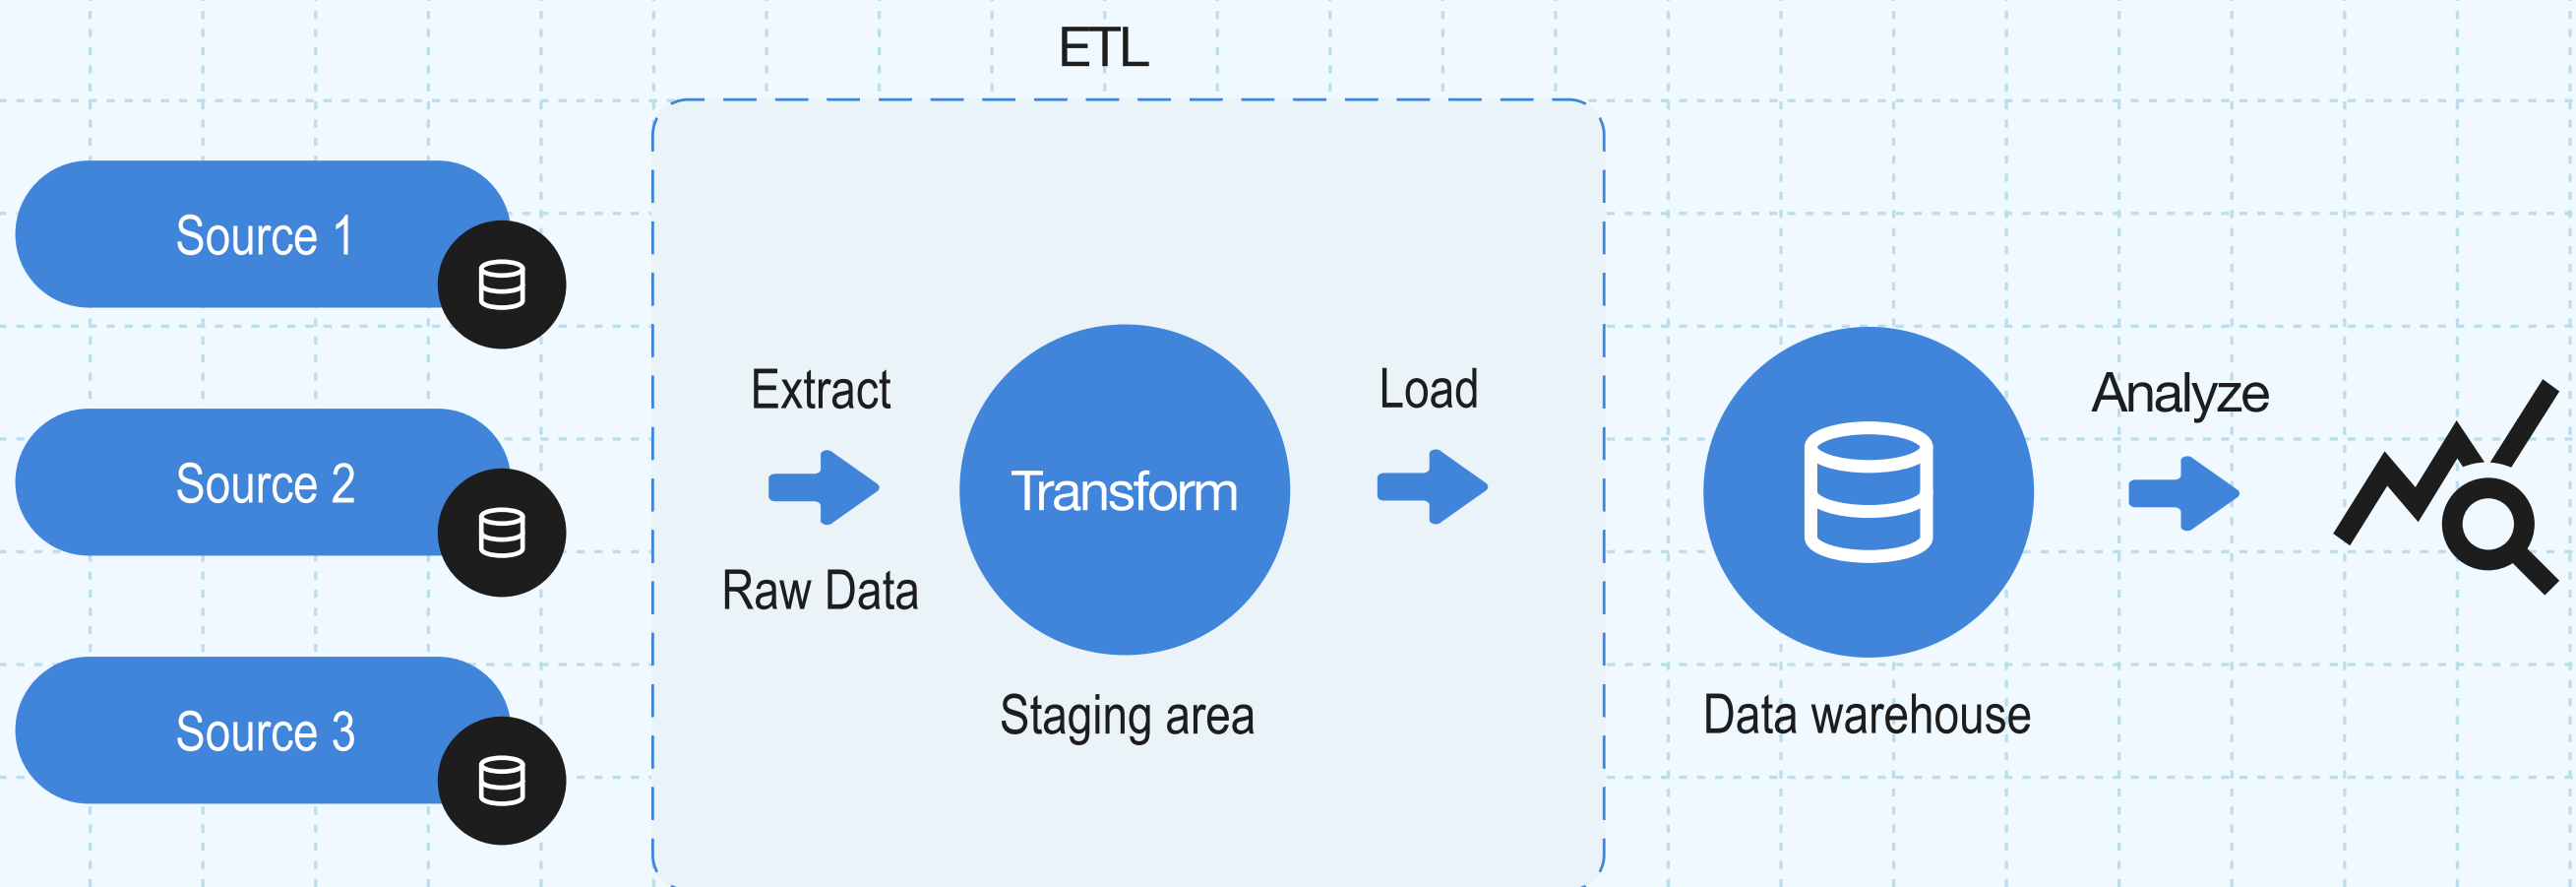 ETL
Source 1
Source 2
Source 3
Extract
Raw Data
Transform
Staging area
Load
Data warehouse
Analyze